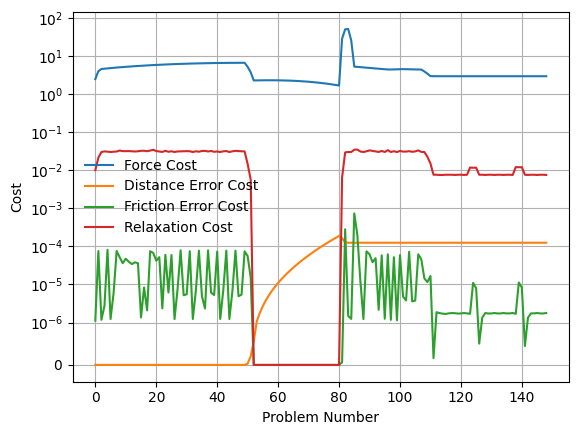 10²
10¹
10⁰
10⁻¹
10⁻²
10⁻³
10⁻⁴
10⁻⁵
10⁻⁶
0
Cost
Force Cost
Distance Error Cost
Friction Error Cost
Relaxation Cost
0 20 40 60 80 100 120 140
Problem Number